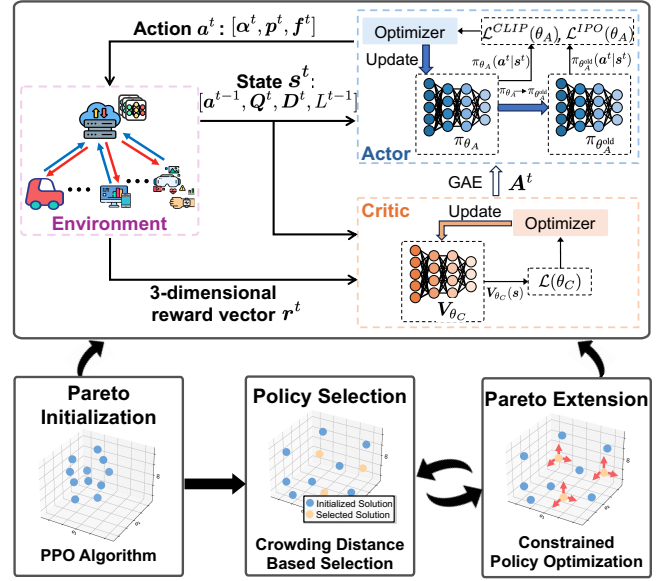 Action a^t: [α^t, p^t, f^t]
State s^t:
[a^{t-1}, Q^t, D^t, L^{t-1}]
Environment
3-dimensional
reward vector r^t
Optimizer
Update
L^{CLIP}(θ_A), L^{IPO}(θ_A)
π_{θ_A}(a^t|s^t)
π_{θ_A}→π_{θ_A^{old}}
π_{θ_A^{old}}(a^t|s^t)
π_{θ_A}
π_{θ_A^{old}}
Actor
GAE
A^t
Critic
Update
Optimizer
V_{θ_C}
V_{θ_C}(s)
L(θ_C)
Pareto
Initialization
PPO Algorithm
Policy Selection
Initialized Solution
Selected Solution
Crowding Distance
Based Selection
Pareto Extension
Constrained
Policy Optimization